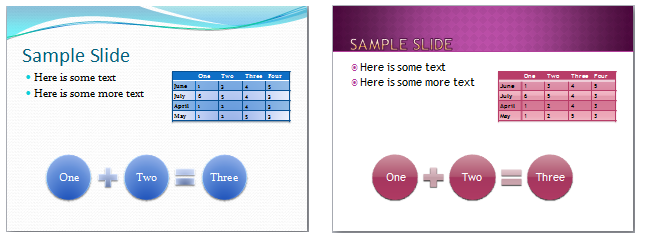 Sample Slide
Here is some text
Here is some more text
One Two Three Four
June 1 3 4 5
July 6 5 4 3
April 1 2 4 3
May 1 2 5 3
One + Two = Three
SAMPLE SLIDE
Here is some text
Here is some more text
One Two Three Four
June 1 3 4 5
July 6 5 4 3
April 1 2 4 3
May 1 2 5 3
One + Two = Three